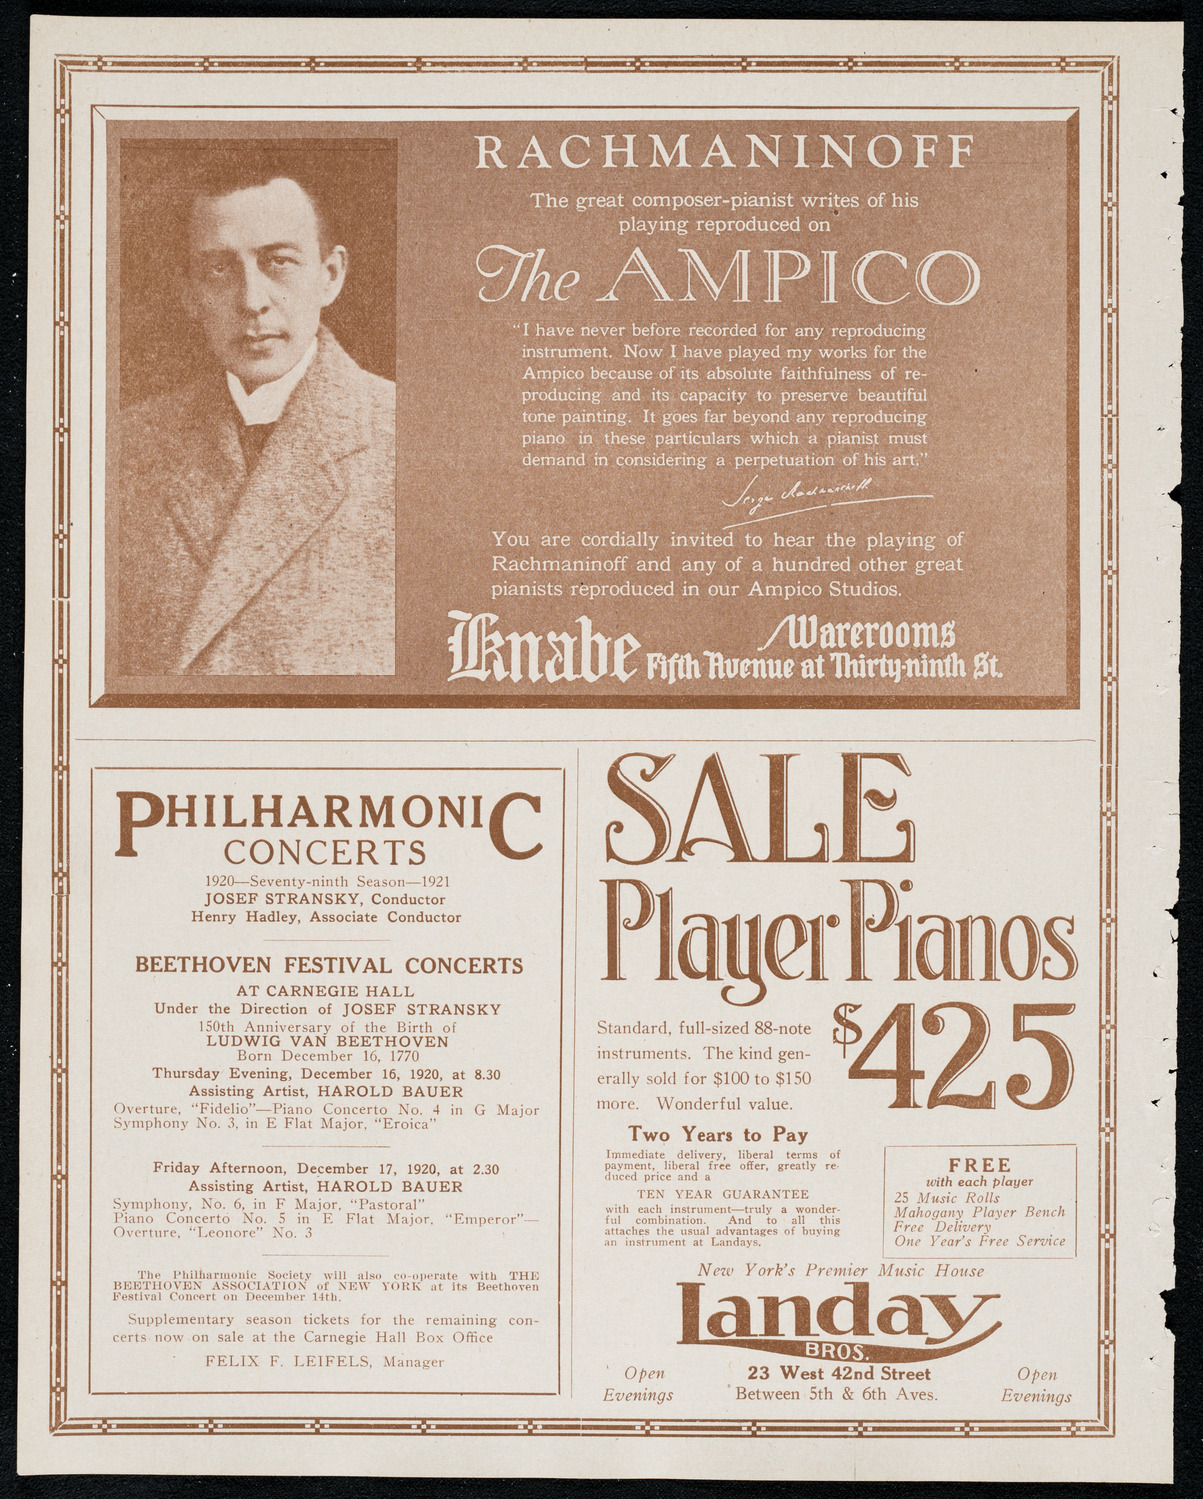 RACHMANINOFF
The great composer-pianist writes of his
playing reproduced on
The AMPICO
"I have never before recorded for any reproducing
instrument. Now I have played my works for the
Ampico because of its absolute faithfulness of re-
producing and its capacity to preserve beautiful
tone painting. It goes far beyond any reproducing
piano in these particulars which a pianist must
demand in considering a perpetuation of his art."
Serge Rachmaninoff
You are cordially invited to hear the playing of
Rachmaninoff and any of a hundred other great
pianists reproduced in our Ampico Studios.
Knabe Warerooms
Fifth Avenue at Thirty-ninth St.
PHILHARMONIC
CONCERTS
1920—Seventy-ninth Season—1921
JOSEF STRANSKY, Conductor
Henry Hadley, Associate Conductor
BEETHOVEN FESTIVAL CONCERTS
AT CARNEGIE HALL
Under the Direction of JOSEF STRANSKY
150th Anniversary of the Birth of
LUDWIG VAN BEETHOVEN
Born December 16, 1770
Thursday Evening, December 16, 1920, at 8.30
Assisting Artist, HAROLD BAUER
Overture, "Fidelio"—Piano Concerto No. 4 in G Major
Symphony No. 3, in E Flat Major, "Eroica"
Friday Afternoon, December 17, 1920, at 2.30
Assisting Artist, HAROLD BAUER
Symphony, No. 6, in F Major, "Pastoral"
Piano Concerto No. 5 in E Flat Major, "Emperor"—
Overture, "Leonore" No. 3
The Philharmonic Society will also co-operate with THE
BEETHOVEN ASSOCIATION of NEW YORK at its Beethoven
Festival Concert on December 14th.
Supplementary season tickets for the remaining con-
certs now on sale at the Carnegie Hall Box Office
FELIX F. LEIFELS, Manager
SALE
Player Pianos
$425
Standard, full-sized 88-note
instruments. The kind gen-
erally sold for $100 to $150
more. Wonderful value.
Two Years to Pay
Immediate delivery, liberal terms of
payment, liberal free offer, greatly re-
duced price and a
TEN YEAR GUARANTEE
with each instrument—truly a wonder-
ful combination. And to all this
attaches the usual advantages of buying
an instrument at Landays.
FREE
with each player
25 Music Rolls
Mahogany Player Bench
Free Delivery
One Year's Free Service
New York's Premier Music House
Landay
BROS.
Open
Evenings
23 West 42nd Street
Between 5th & 6th Aves.
Open
Evenings